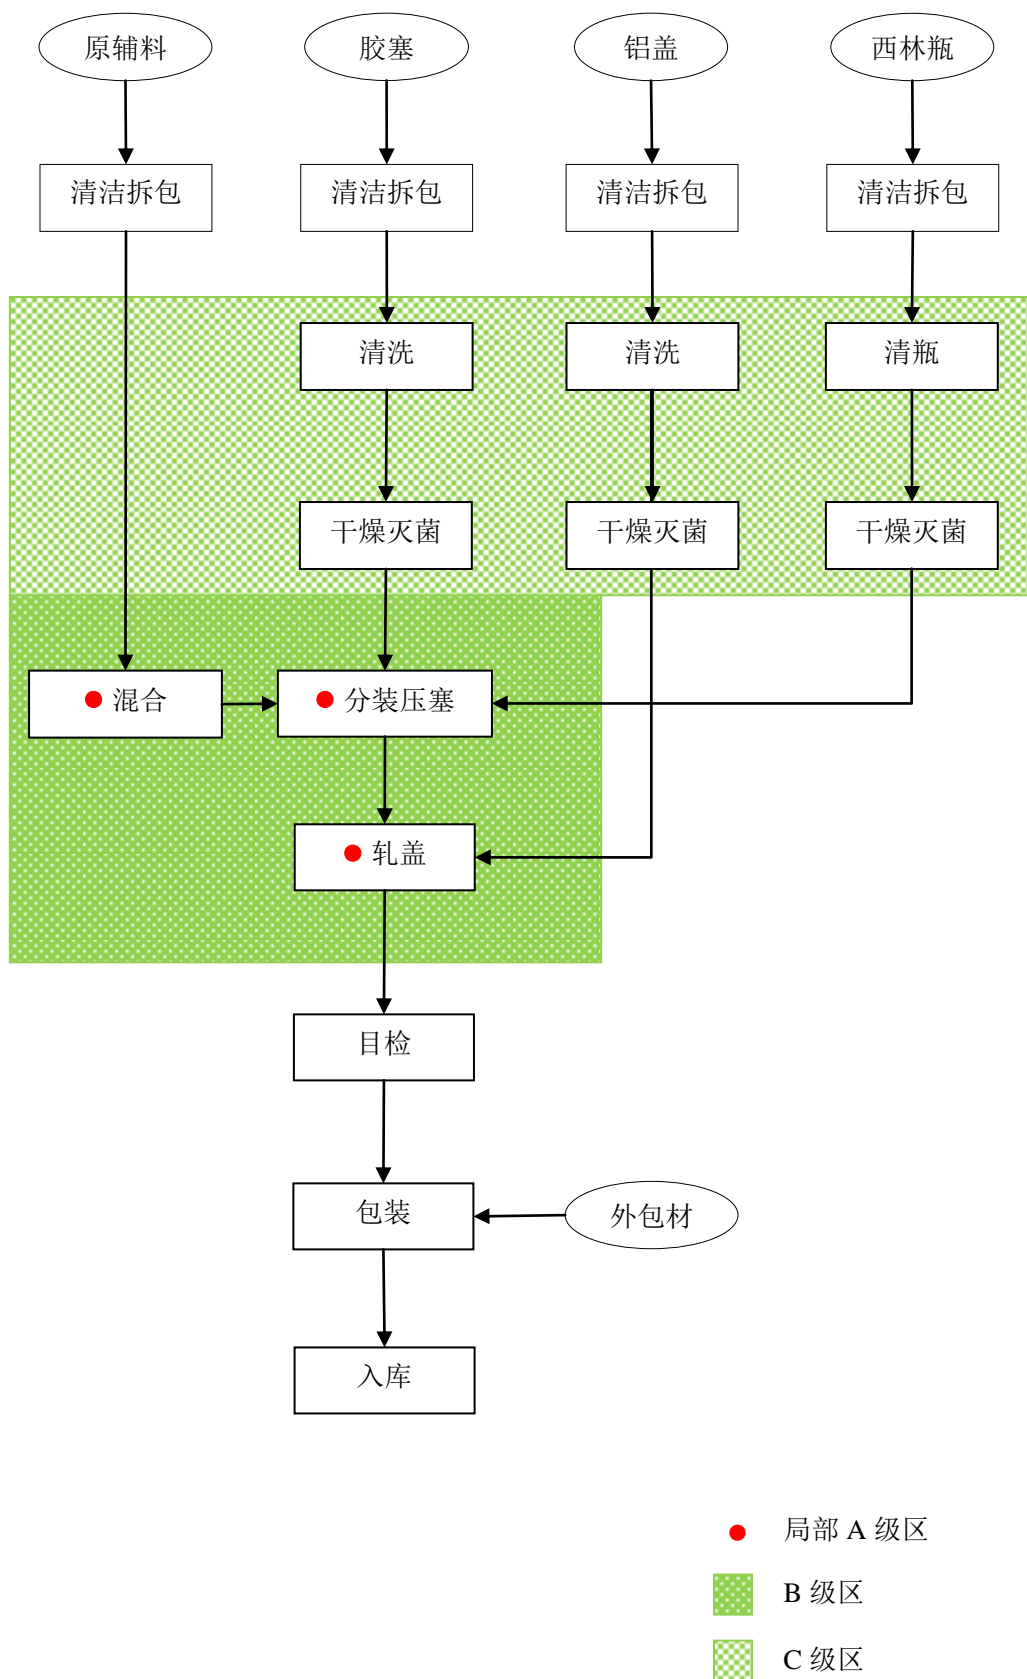 原辅料
胶塞
铝盖
西林瓶
清洁拆包
清洁拆包
清洁拆包
清洁拆包
清洗
清洗
清瓶
干燥灭菌
干燥灭菌
干燥灭菌
混合
分装压塞
轧盖
目检
包装
外包材
入库
局部 A 级区
B 级区
C 级区